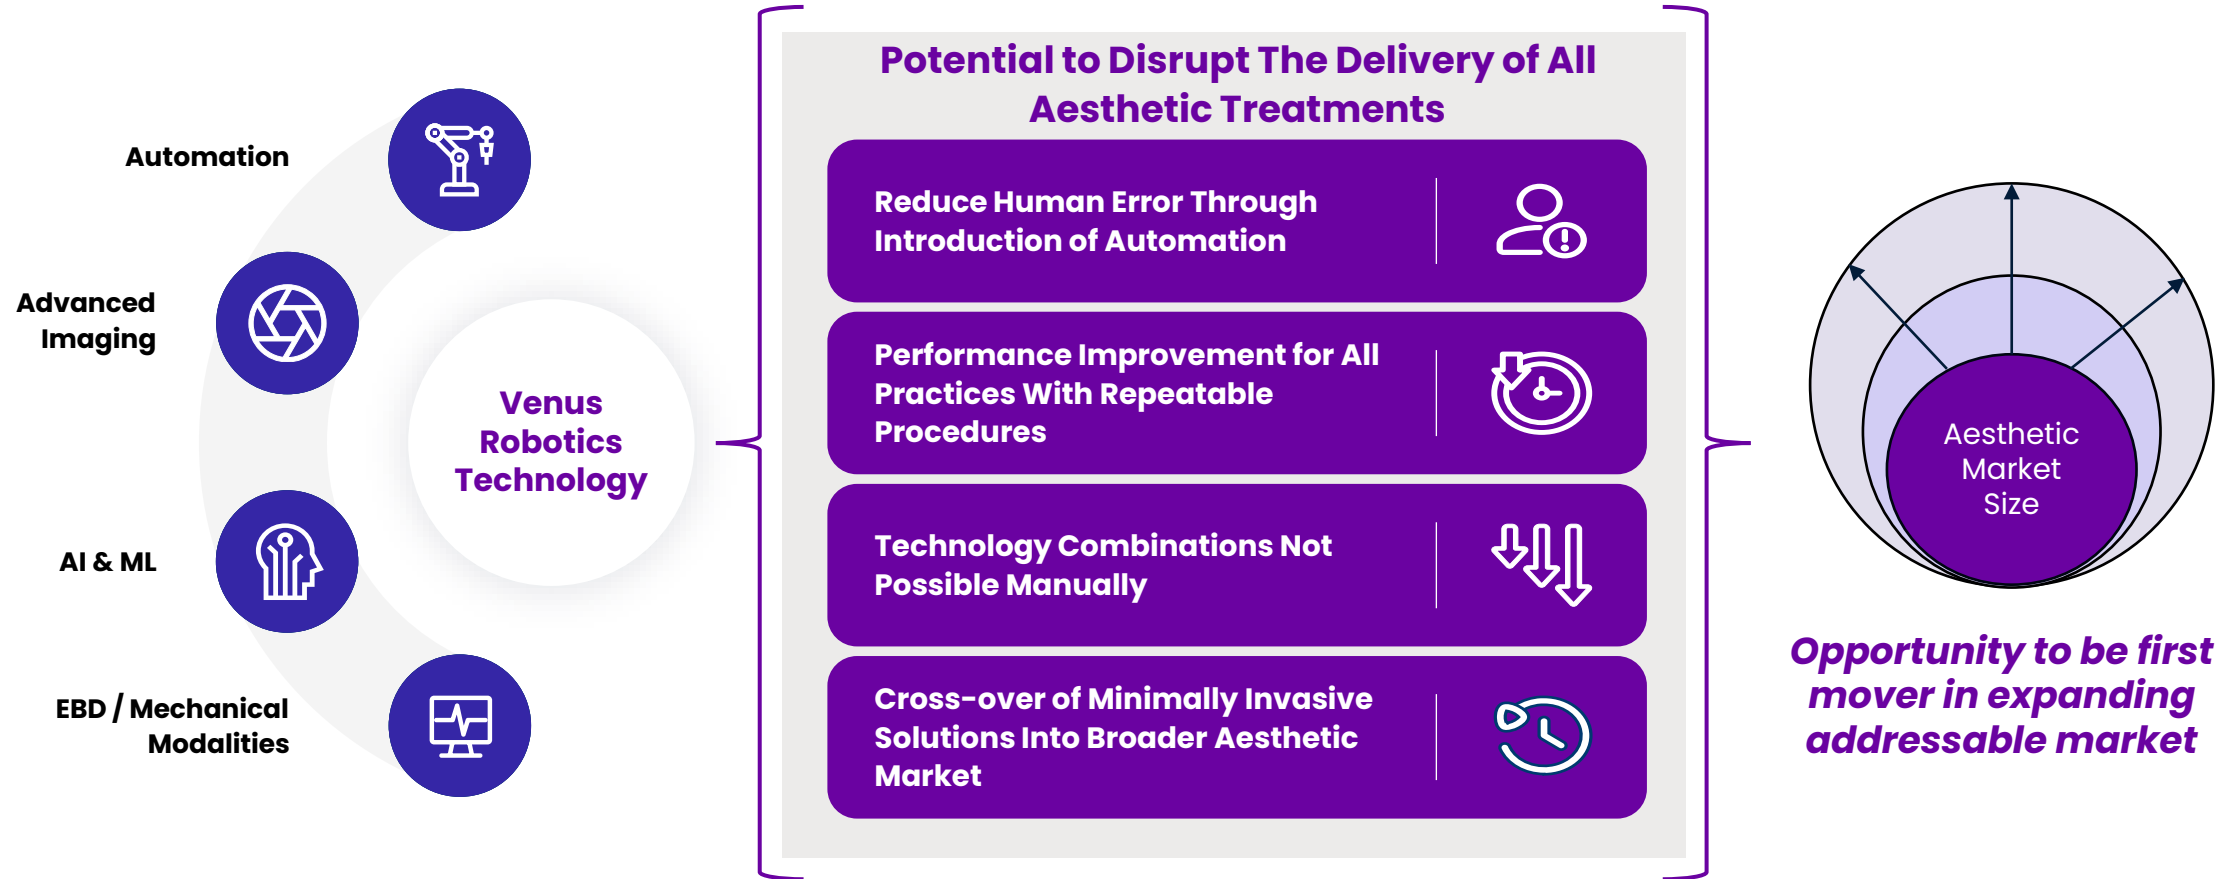 Automation
Advanced
Imaging
AI & ML
EBD / Mechanical
Modalities
Venus
Robotics
Technology
Potential to Disrupt The Delivery of All
Aesthetic Treatments
Reduce Human Error Through
Introduction of Automation
Performance Improvement for All
Practices With Repeatable
Procedures
Technology Combinations Not
Possible Manually
Cross-over of Minimally Invasive
Solutions Into Broader Aesthetic
Market
Aesthetic
Market
Size
Opportunity to be first
mover in expanding
addressable market